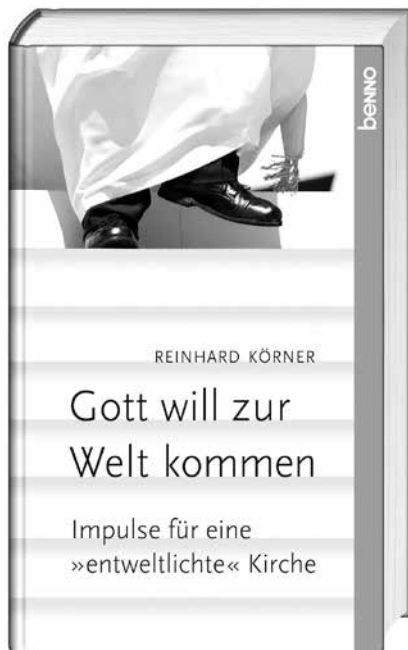 benno
REINHARD KÖRNER
Gott will zur
Welt kommen
Impulse für eine
»entweltlichte« Kirche